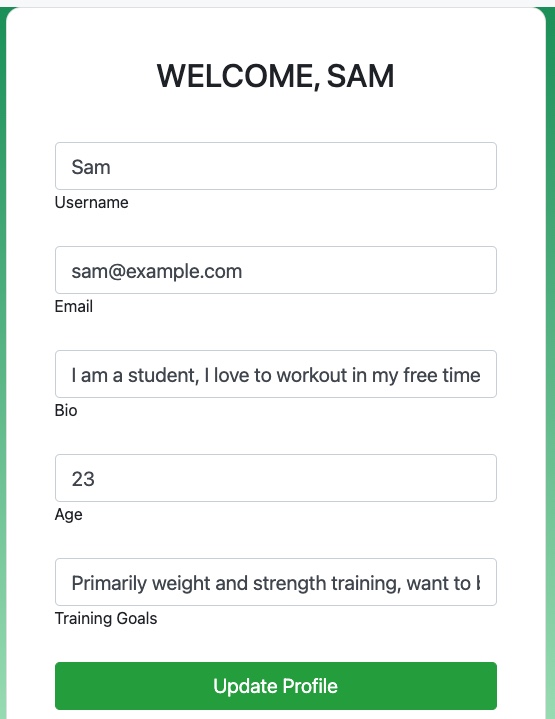 WELCOME, SAM
Sam
Username
sam@example.com
Email
I am a student, I love to workout in my free time
Bio
23
Age
Primarily weight and strength training, want to
Training Goals
Update Profile